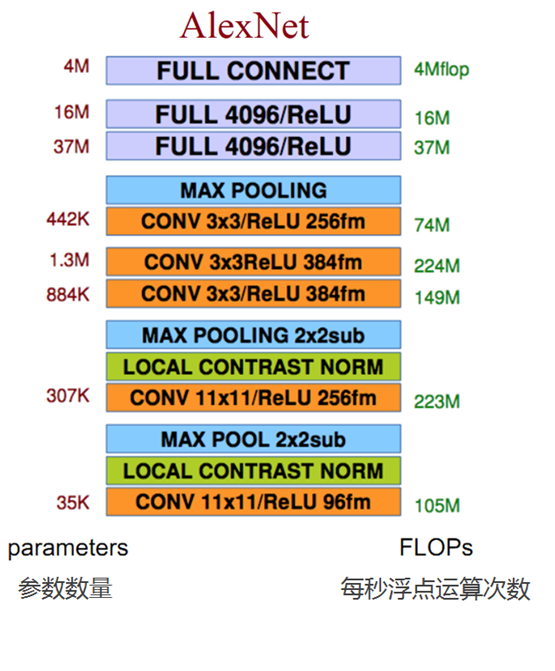 AlexNet
4M FULL CONNECT 4Mflop
16M FULL 4096/ReLU 16M
37M FULL 4096/ReLU 37M
MAX POOLING
442K CONV 3x3/ReLU 256fm 74M
1.3M CONV 3x3ReLU 384fm 224M
884K CONV 3x3/ReLU 384fm 149M
MAX POOLING 2x2sub
LOCAL CONTRAST NORM
307K CONV 11x11/ReLU 256fm 223M
MAX POOL 2x2sub
LOCAL CONTRAST NORM
35K CONV 11x11/ReLU 96fm 105M
parameters FLOPs
参数数量 每秒浮点运算次数